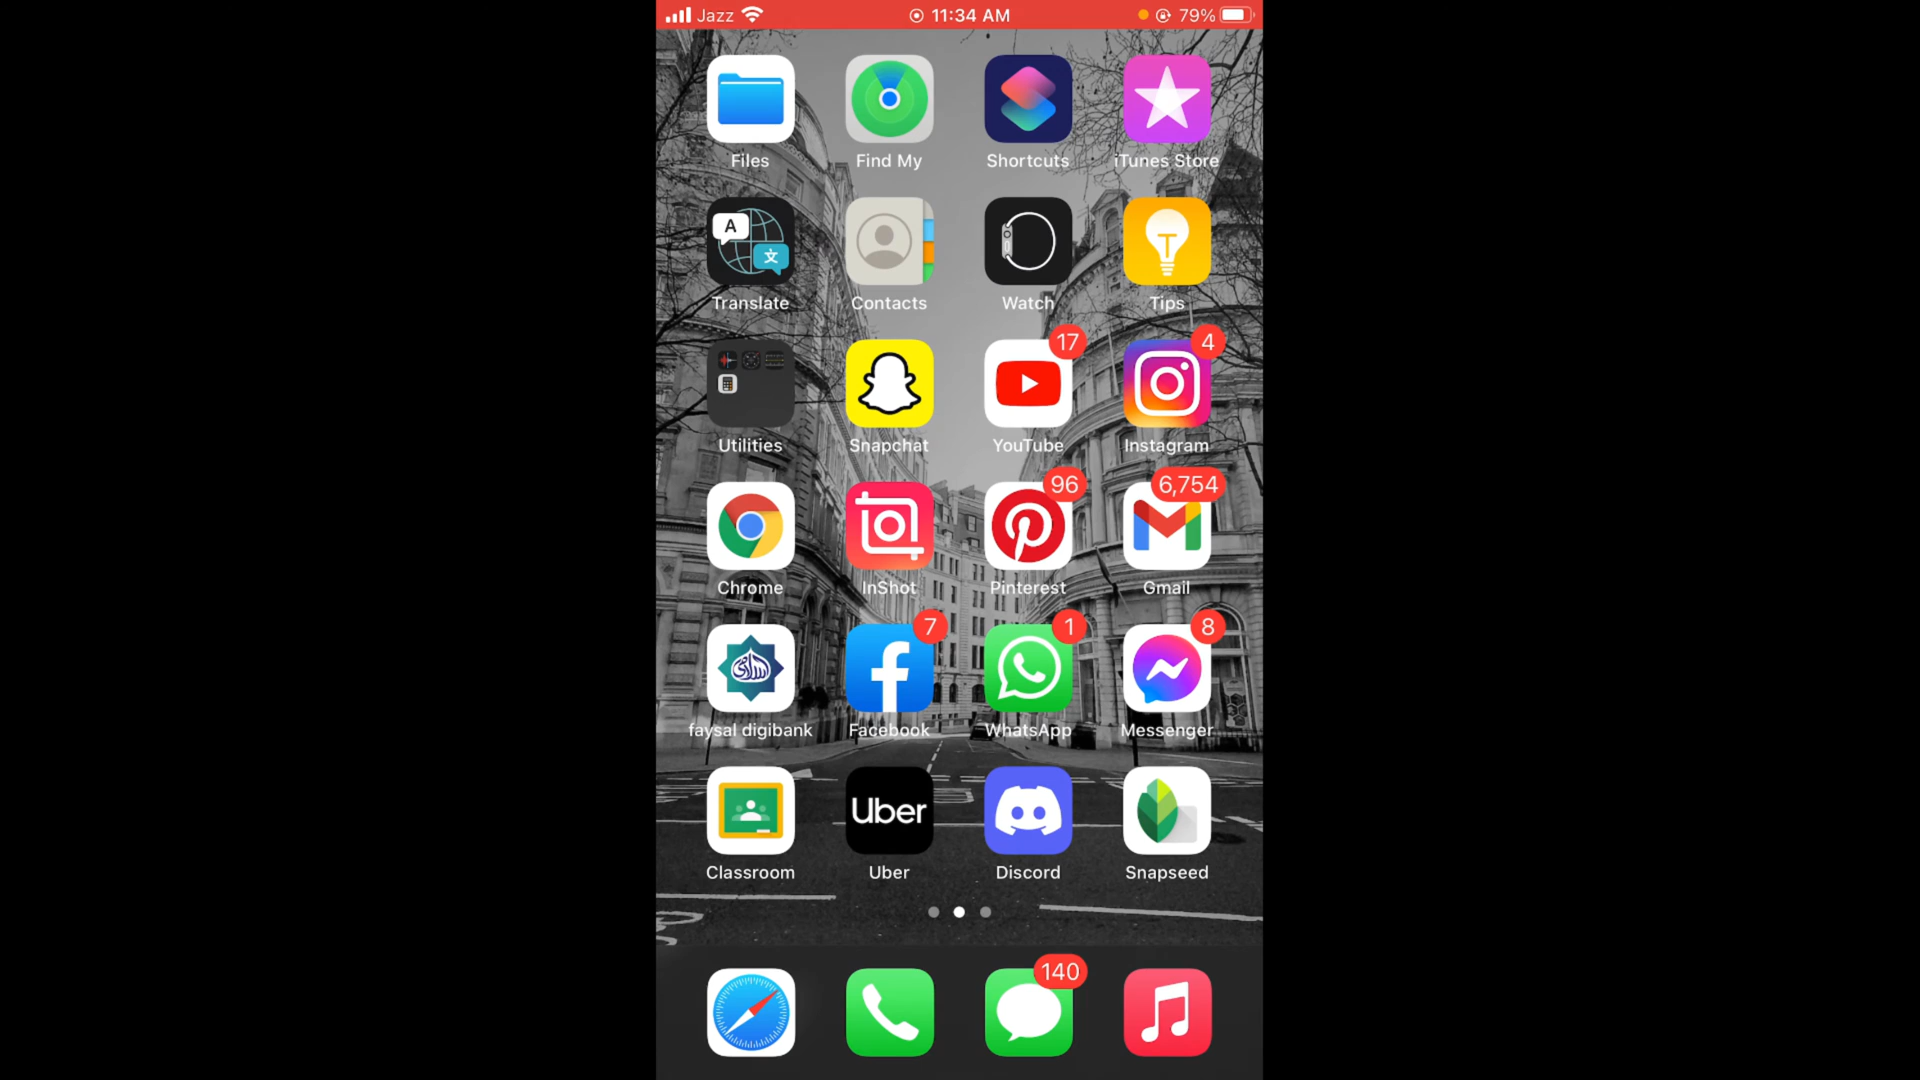 Jazz 11:34 AM 79%
Files Find My Shortcuts iTunes Store
A 文
Translate Contacts Watch Tips
17 4
Utilities Snapchat YouTube Instagram
96 6,754
Chrome InShot Pinterest Gmail
اسلامی 7 1 8
faysal digibank Facebook WhatsApp Messenger
Uber
Classroom Uber Discord Snapseed
140